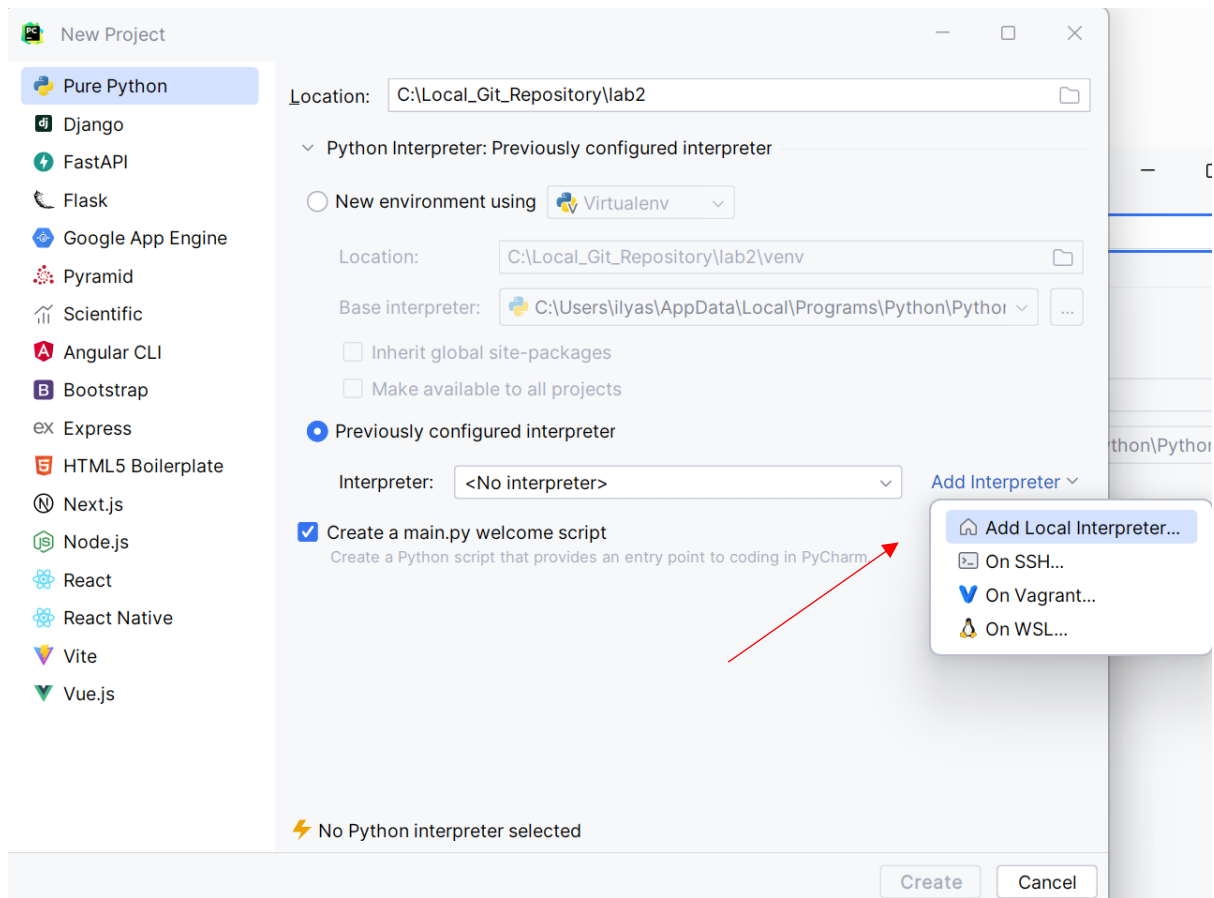 New Project
Pure Python
Django
FastAPI
Flask
Google App Engine
Pyramid
Scientific
Angular CLI
Bootstrap
Express
HTML5 Boilerplate
Next.js
Node.js
React
React Native
Vite
Vue.js
Location: C:\Local_Git_Repository\lab2
Python Interpreter: Previously configured interpreter
New environment using Virtualenv
Location: C:\Local_Git_Repository\lab2\venv
Base interpreter: C:\Users\ilyas\AppData\Local\Programs\Python\Python ...
Inherit global site-packages
Make available to all projects
Previously configured interpreter
Interpreter: <No interpreter> Add Interpreter
Add Local Interpreter...
On SSH...
On Vagrant...
On WSL...
Create a main.py welcome script
Create a Python script that provides an entry point to coding in PyCharm.
No Python interpreter selected
Create Cancel
ython\Pytho